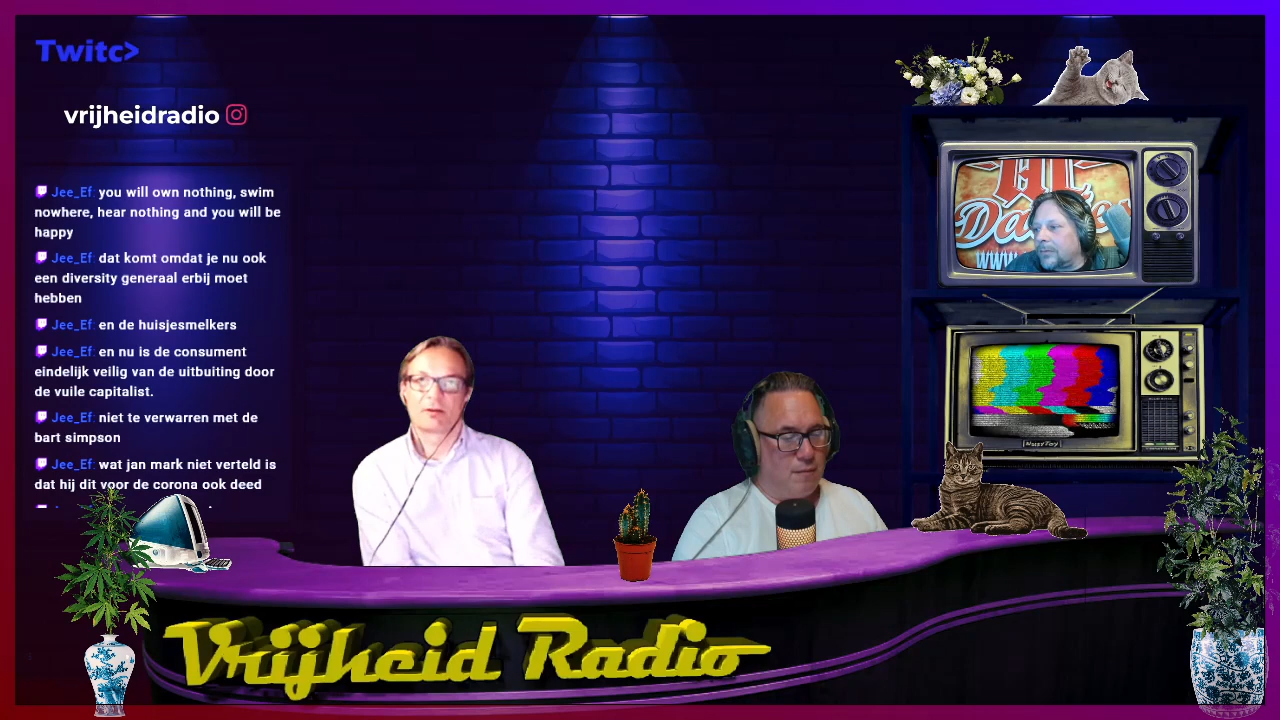 Twitc>
vrijheidradio
Jee_Ef: you will own nothing, swim
nowhere, hear nothing and you will be
happy
Jee_Ef: dat komt omdat je nu ook
een diversity generaal erbij moet
hebben
Jee_Ef: en de huisjesmelkers
Jee_Ef: en nu is de consument
eindelijk veilig van de uitbuiting door
de vuile capitalist.
Jee_Ef: niet te verwarren met de
bart simpson
Jee_Ef: wat jan mark niet verteld is
dat hij dit voor de corona ook deed
Vrijheid Radio